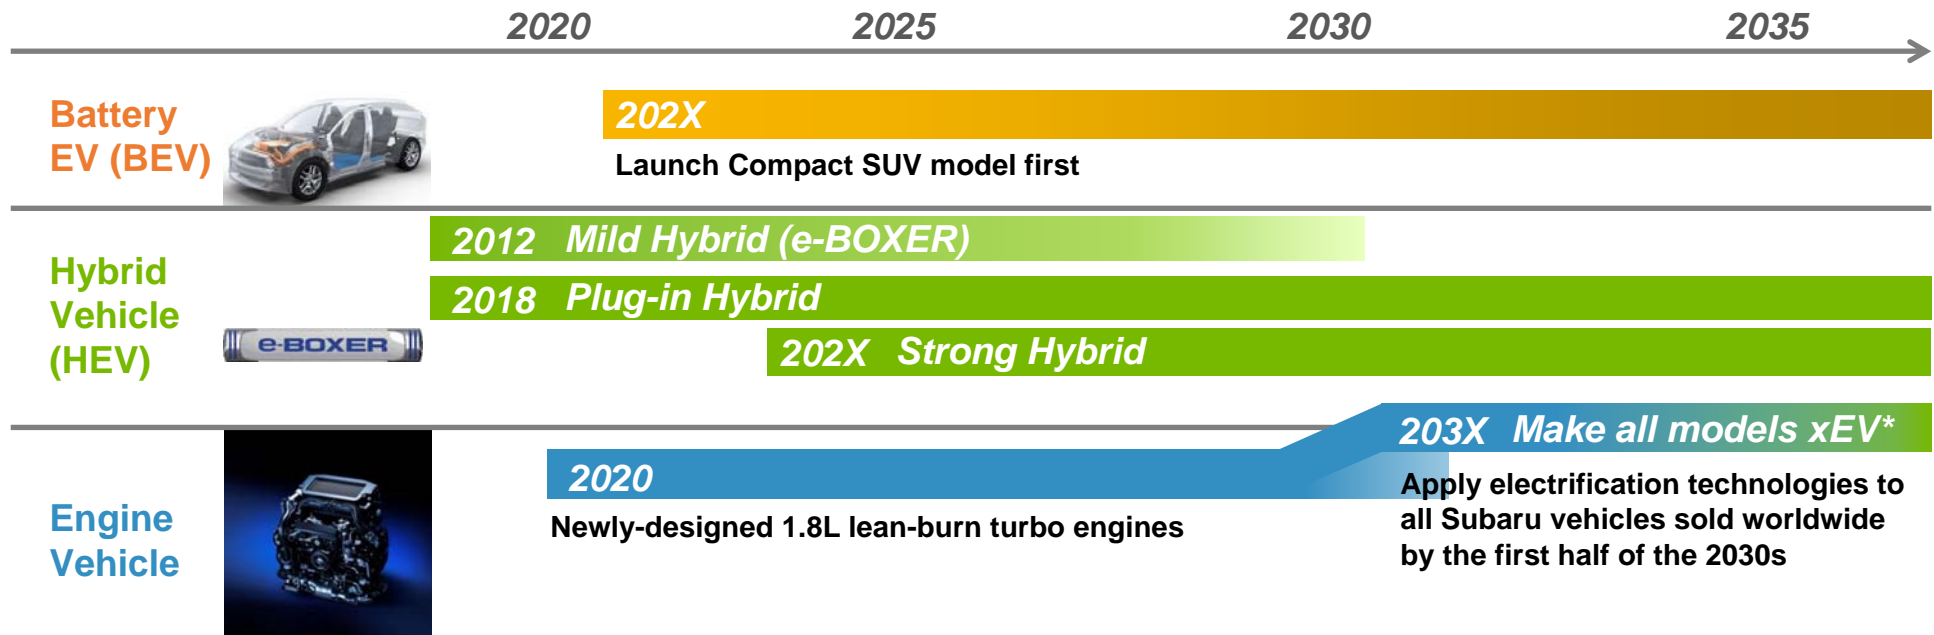 2020 2025 2030 2035
Battery
EV (BEV)
202X
Launch Compact SUV model first
Hybrid
Vehicle
(HEV)
e-BOXER
2012 Mild Hybrid (e-BOXER)
2018 Plug-in Hybrid
202X Strong Hybrid
Engine
Vehicle
2020
Newly-designed 1.8L lean-burn turbo engines
203X Make all models xEV*
Apply electrification technologies to
all Subaru vehicles sold worldwide
by the first half of the 2030s